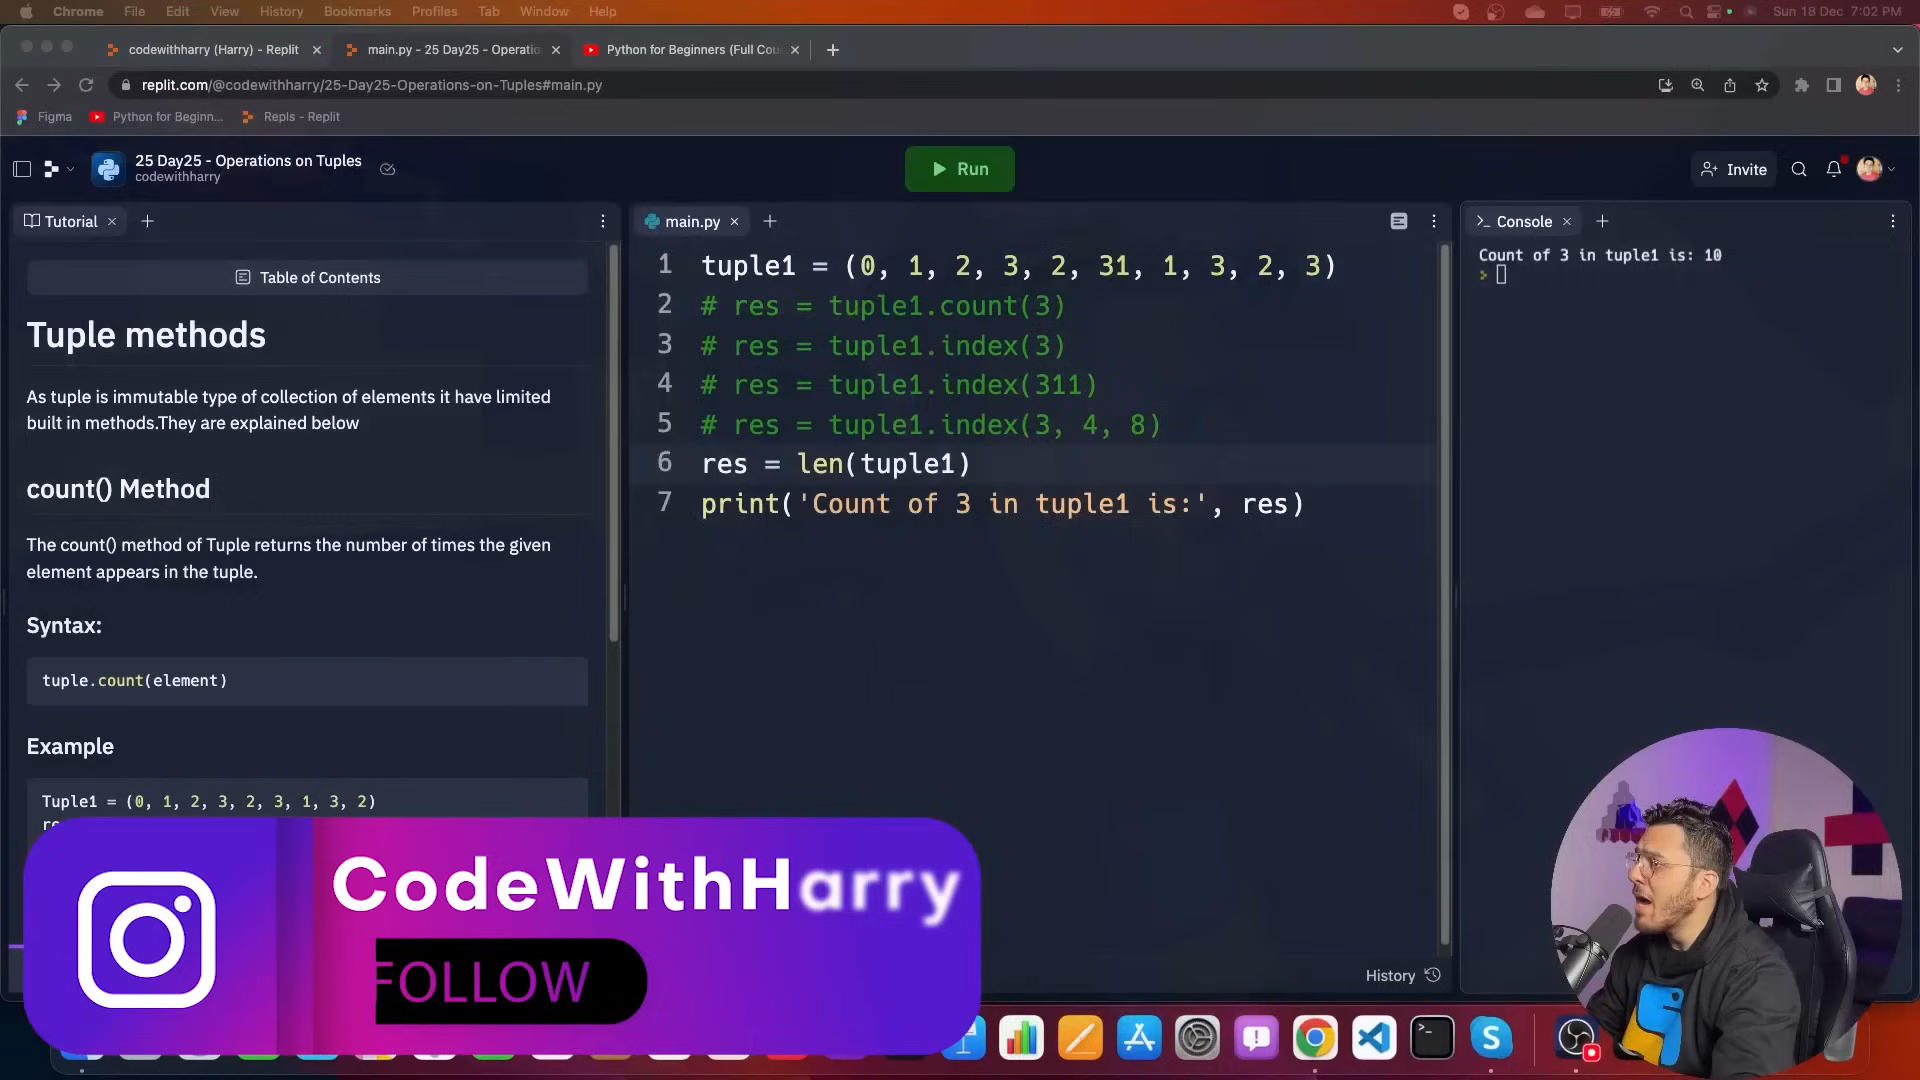 Chrome File Edit View History Bookmarks Profiles Tab Window Help Sun 18 Dec 7:02 PM
codewithharry (Harry) - Replit
main.py - 25 Day25 - Operatio
Python for Beginners (Full Cou
replit.com/@codewithharry/25-Day25-Operations-on-Tuples#main.py
Figma Python for Beginn... Repls - Replit
25 Day25 - Operations on Tuples
codewithharry
Run
Invite
Tutorial
Table of Contents
Tuple methods
As tuple is immutable type of collection of elements it have limited
built in methods.They are explained below
count() Method
The count() method of Tuple returns the number of times the given
element appears in the tuple.
Syntax:
tuple.count(element)
Example
Tuple1 = (0, 1, 2, 3, 2, 3, 1, 3, 2)
main.py
1 tuple1 = (0, 1, 2, 3, 2, 31, 1, 3, 2, 3)
2 # res = tuple1.count(3)
3 # res = tuple1.index(3)
4 # res = tuple1.index(311)
5 # res = tuple1.index(3, 4, 8)
6 res = len(tuple1)
7 print('Count of 3 in tuple1 is:', res)
History
Console
Count of 3 in tuple1 is: 10
CodeWithHarry
FOLLOW